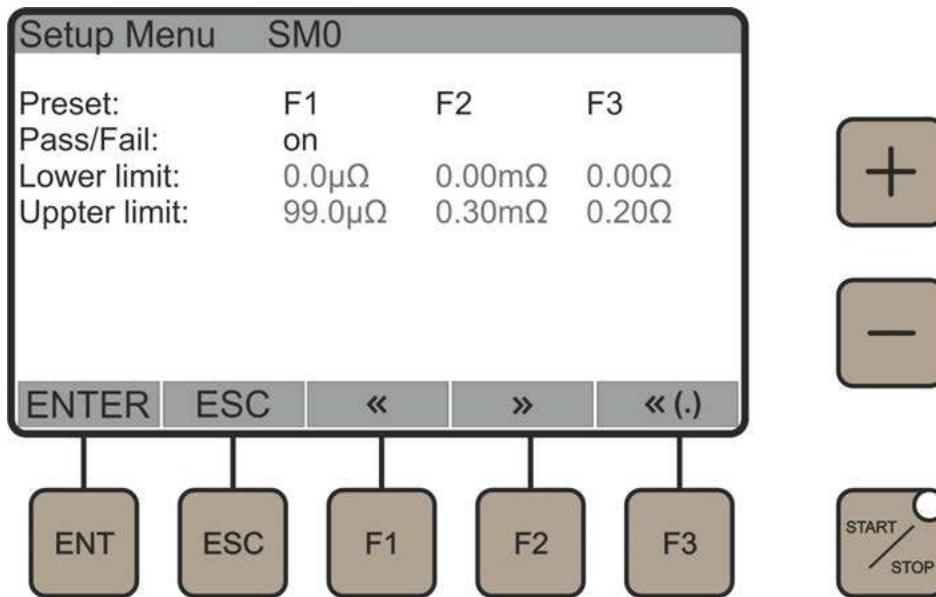 Setup Menu SM0
Preset: F1 F2 F3
Pass/Fail: on
Lower limit: 0.0µΩ 0.00mΩ 0.00Ω
Uppter limit: 99.0µΩ 0.30mΩ 0.20Ω
ENTER ESC « » « (.)
ENT ESC F1 F2 F3
+
−
START
STOP